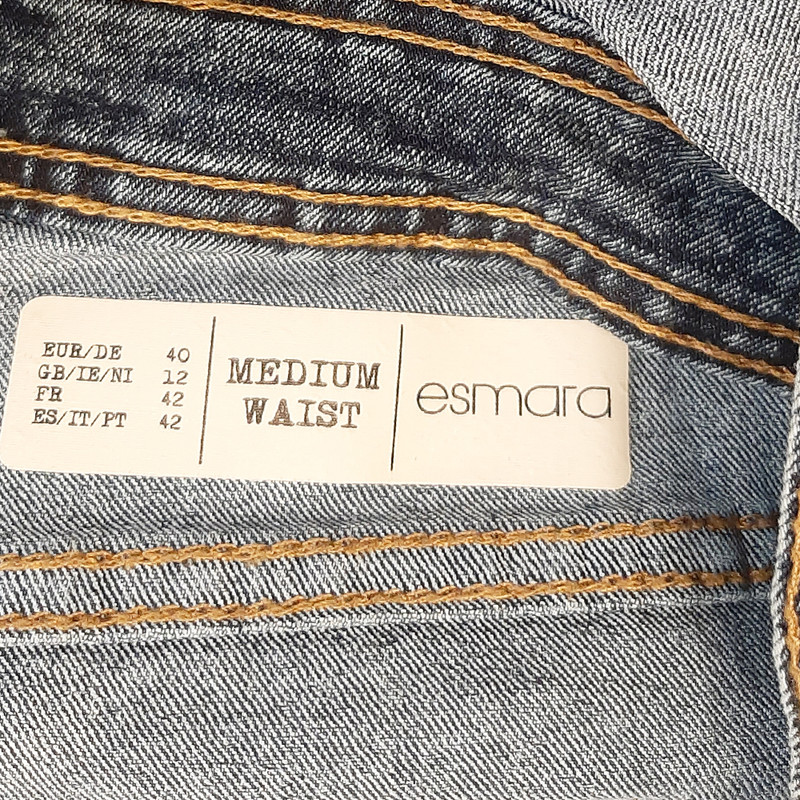 EUR/DE 40
GB/IE/NI 12
FR 42
ES/IT/PT 42
MEDIUM
WAIST
esmara